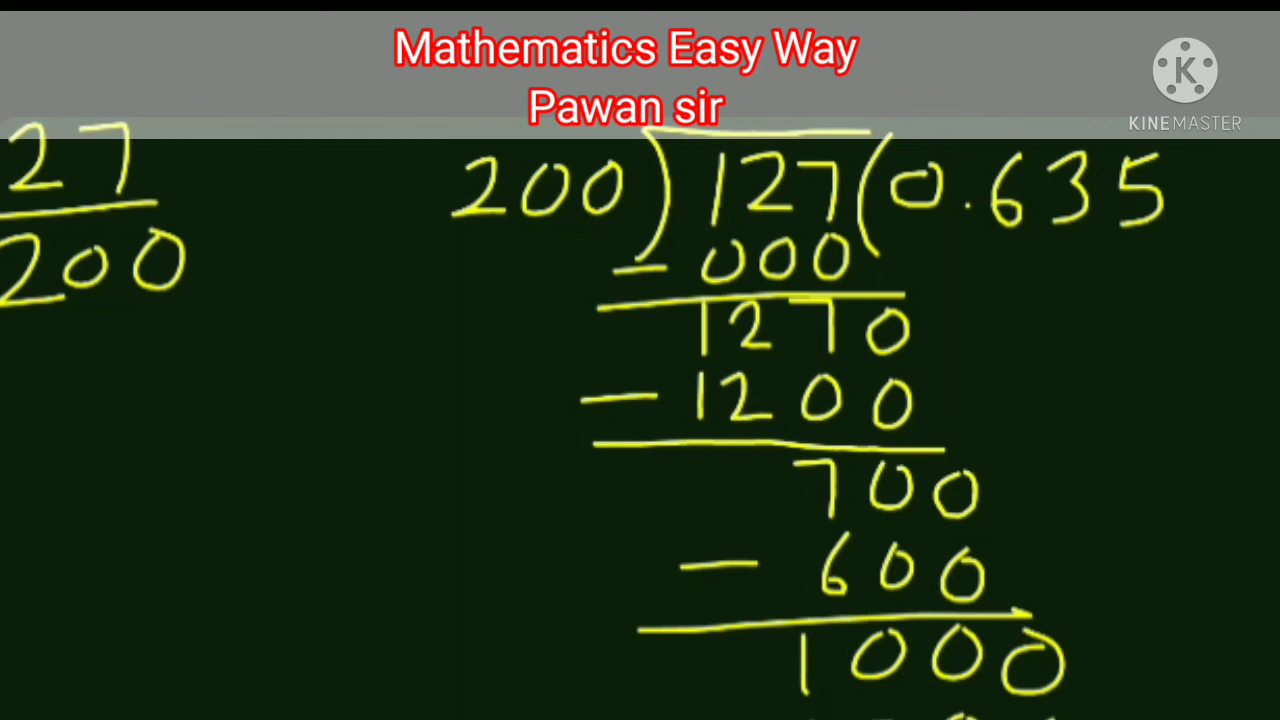 Mathematics Easy Way
Pawan sir
K
KINEMASTER
27
200
200)127(0.635
- 000
1270
- 1200
700
- 600
1000